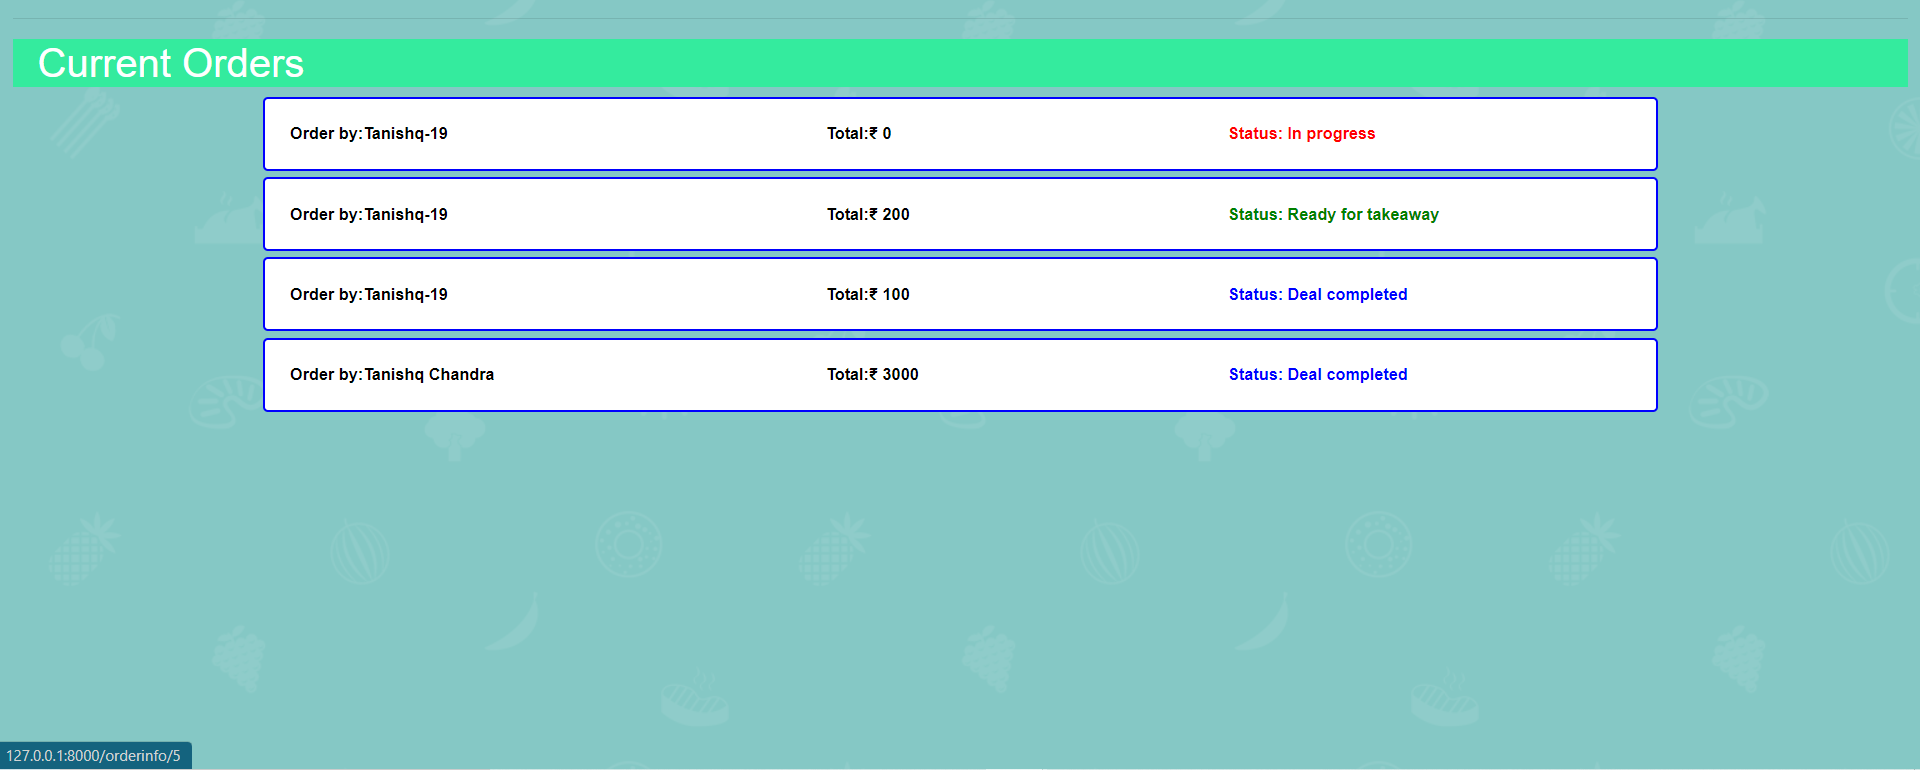 Current Orders
Order by:Tanishq-19 Total:₹ 0 Status: In progress
Order by:Tanishq-19 Total:₹ 200 Status: Ready for takeaway
Order by:Tanishq-19 Total:₹ 100 Status: Deal completed
Order by:Tanishq Chandra Total:₹ 3000 Status: Deal completed
127.0.0.1:8000/orderinfo/5